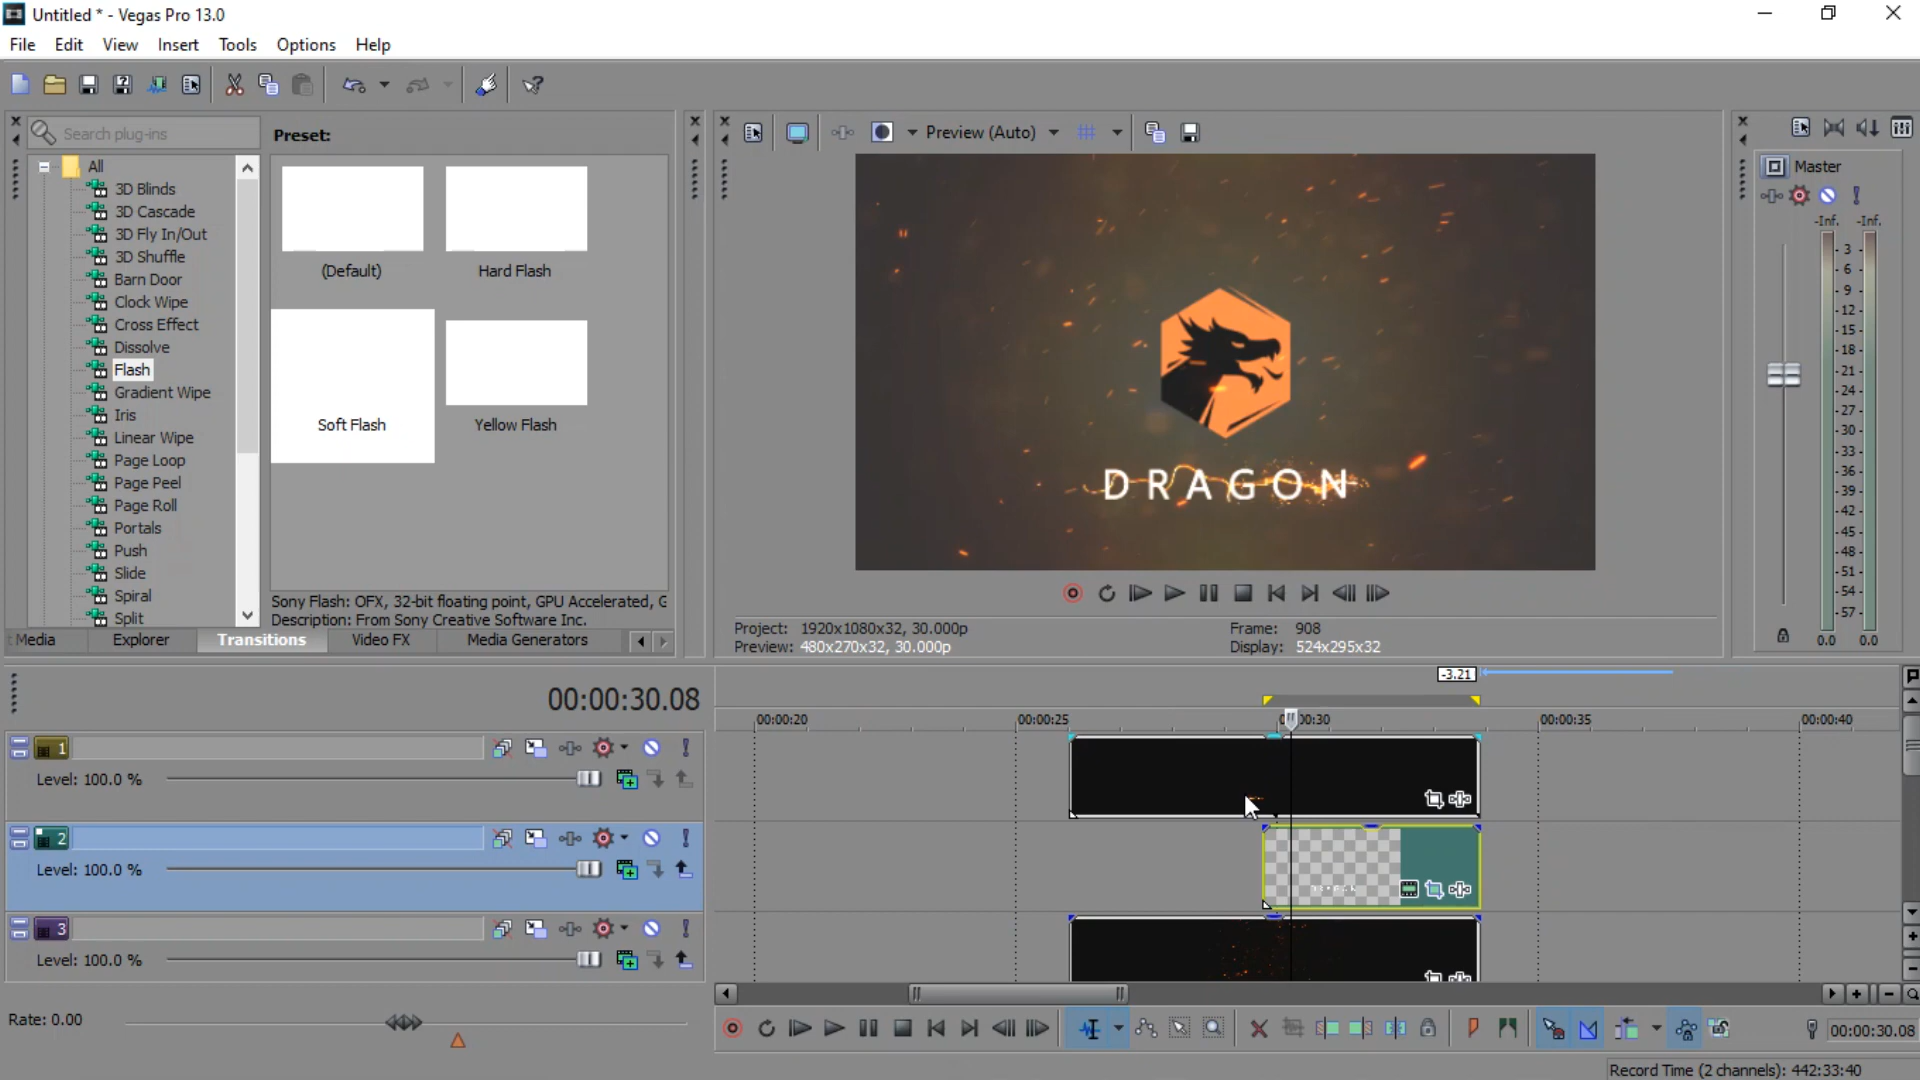 Untitled * - Vegas Pro 13.0
File Edit View Insert Tools Options Help
Search plug-ins
Preset:
Preview (Auto)
All
3D Blinds
3D Cascade
3D Fly In/Out
3D Shuffle
Barn Door
Clock Wipe
Cross Effect
Dissolve
Flash
Gradient Wipe
Iris
Linear Wipe
Page Loop
Page Peel
Page Roll
Portals
Push
Slide
Spiral
Split
(Default)
Hard Flash
Soft Flash
Yellow Flash
Sony Flash: OFX, 32-bit floating point, GPU Accelerated, G
Description: From Sony Creative Software Inc.
t Media Explorer Transitions Video FX Media Generators
DRAGON
Project: 1920x1080x32, 30.000p
Preview: 480x270x32, 30.000p
Frame: 908
Display: 524x295x32
Master
-Inf. -Inf.
- 3 -
- 6 -
- 9 -
-12-
-15-
-18-
-21-
-24-
-27-
-30-
-33-
-36-
-39-
-42-
-45-
-48-
-51-
-54-
-57-
0.0 0.0
00:00:30.08
-3.21
00:00:20 00:00:25 00:00:30 00:00:35 00:00:40
1
Level: 100.0 %
2
Level: 100.0 %
3
Level: 100.0 %
Rate: 0.00
00:00:30.08
Record Time (2 channels): 442:33:40